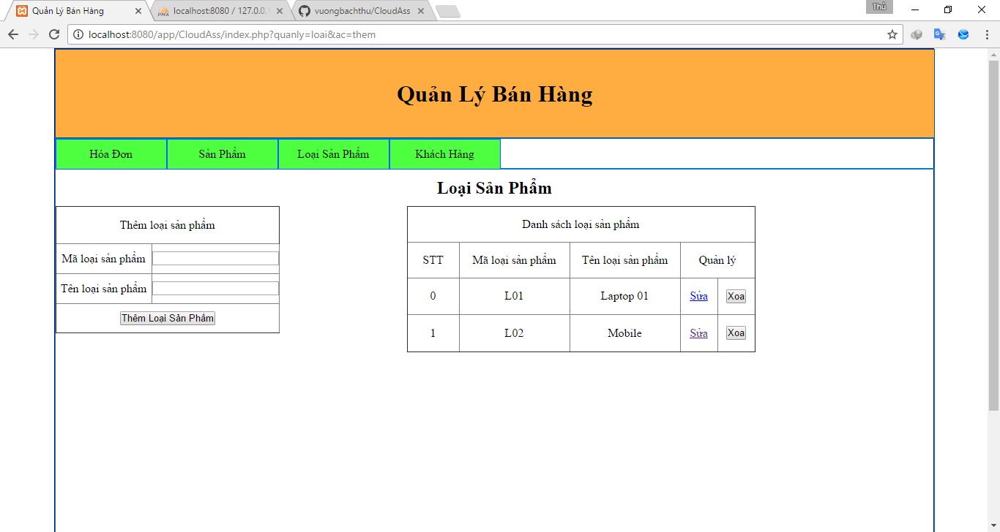 Quản Lý Bán Hàng
localhost:8080 / 127.0.0.1
vuongbachthu/CloudAss
Thủ
localhost:8080/app/CloudAss/index.php?quanly=loai&ac=them
Quản Lý Bán Hàng
Hóa Đơn Sản Phẩm Loại Sản Phẩm Khách Hàng
Loại Sản Phẩm
Thêm loại sản phẩm
Mã loại sản phẩm
Tên loại sản phẩm
Thêm Loại Sản Phẩm
Danh sách loại sản phẩm
STT Mã loại sản phẩm Tên loại sản phẩm Quản lý
0 L01 Laptop 01 Sửa Xoa
1 L02 Mobile Sửa Xoa